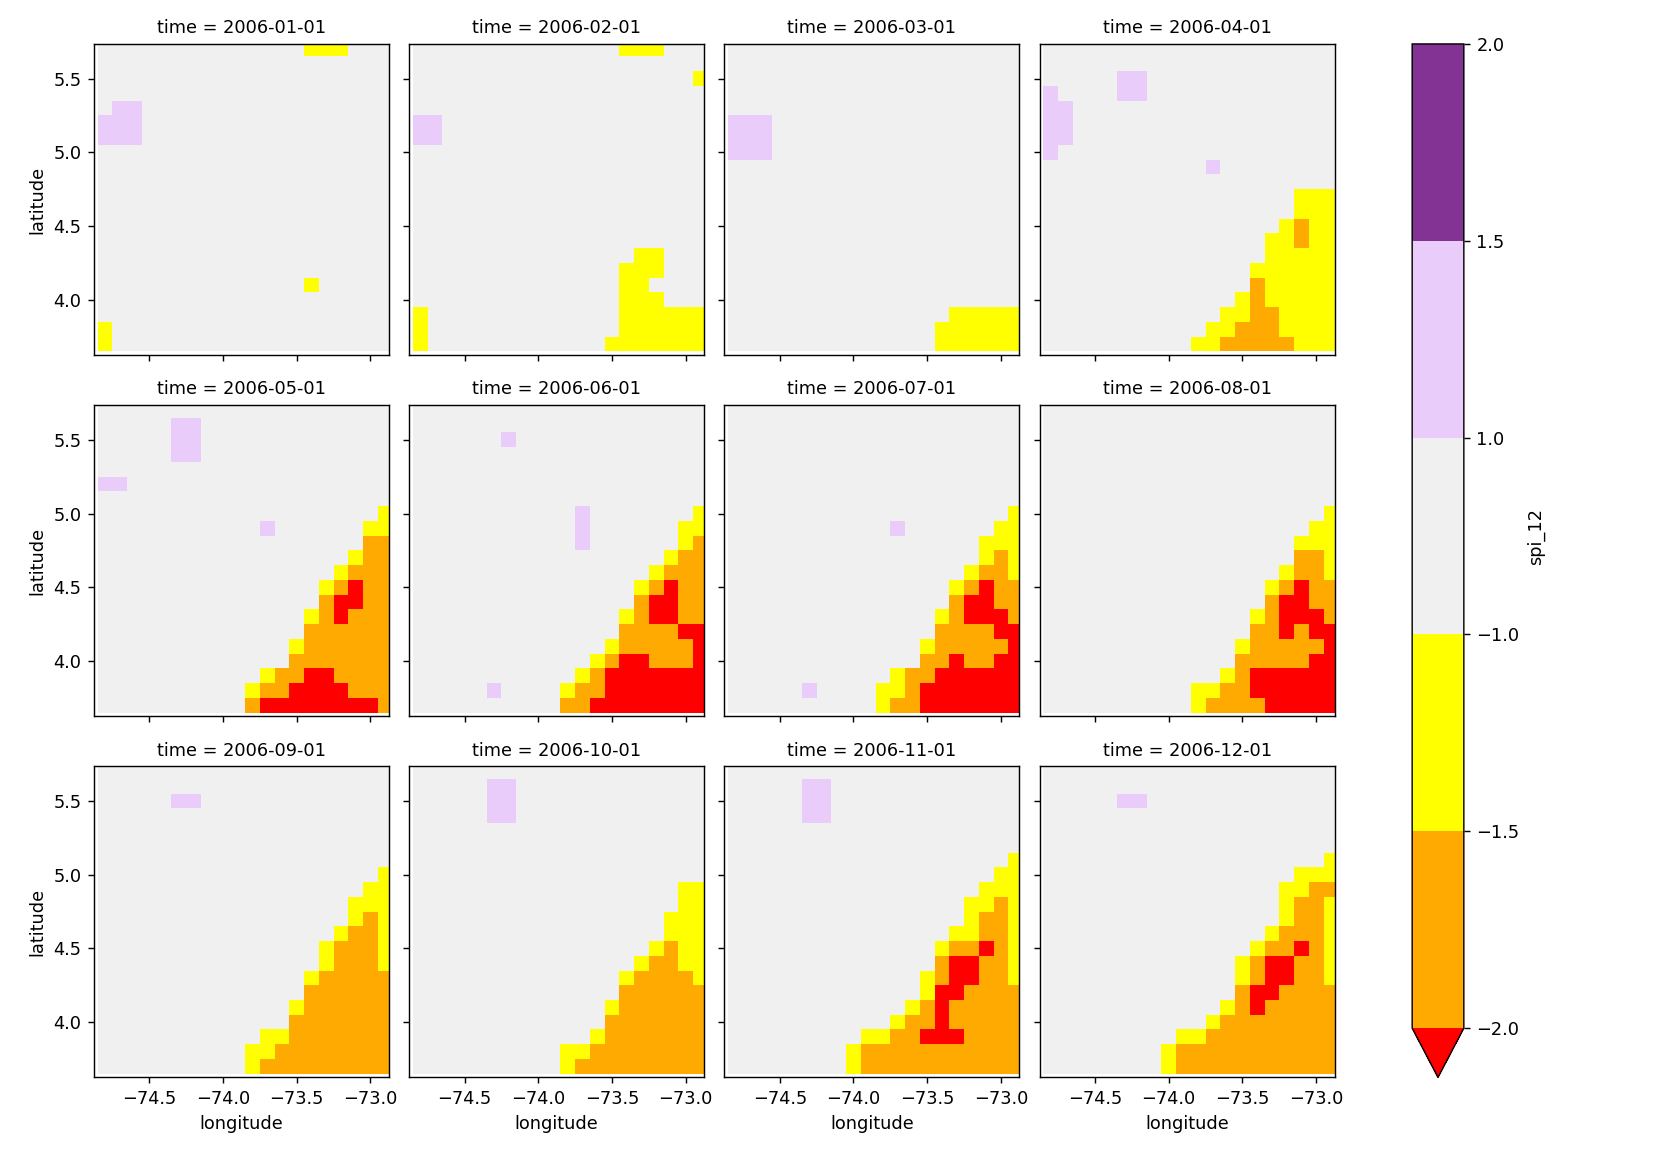 time = 2006-01-01
time = 2006-02-01
time = 2006-03-01
time = 2006-04-01
latitude
5.5
5.0
4.5
4.0
time = 2006-05-01
time = 2006-06-01
time = 2006-07-01
time = 2006-08-01
latitude
5.5
5.0
4.5
4.0
time = 2006-09-01
time = 2006-10-01
time = 2006-11-01
time = 2006-12-01
latitude
5.5
5.0
4.5
4.0
−74.5 −74.0 −73.5 −73.0
longitude
−74.5 −74.0 −73.5 −73.0
longitude
−74.5 −74.0 −73.5 −73.0
longitude
−74.5 −74.0 −73.5 −73.0
longitude
2.0
1.5
1.0
−1.0
−1.5
−2.0
spi_12